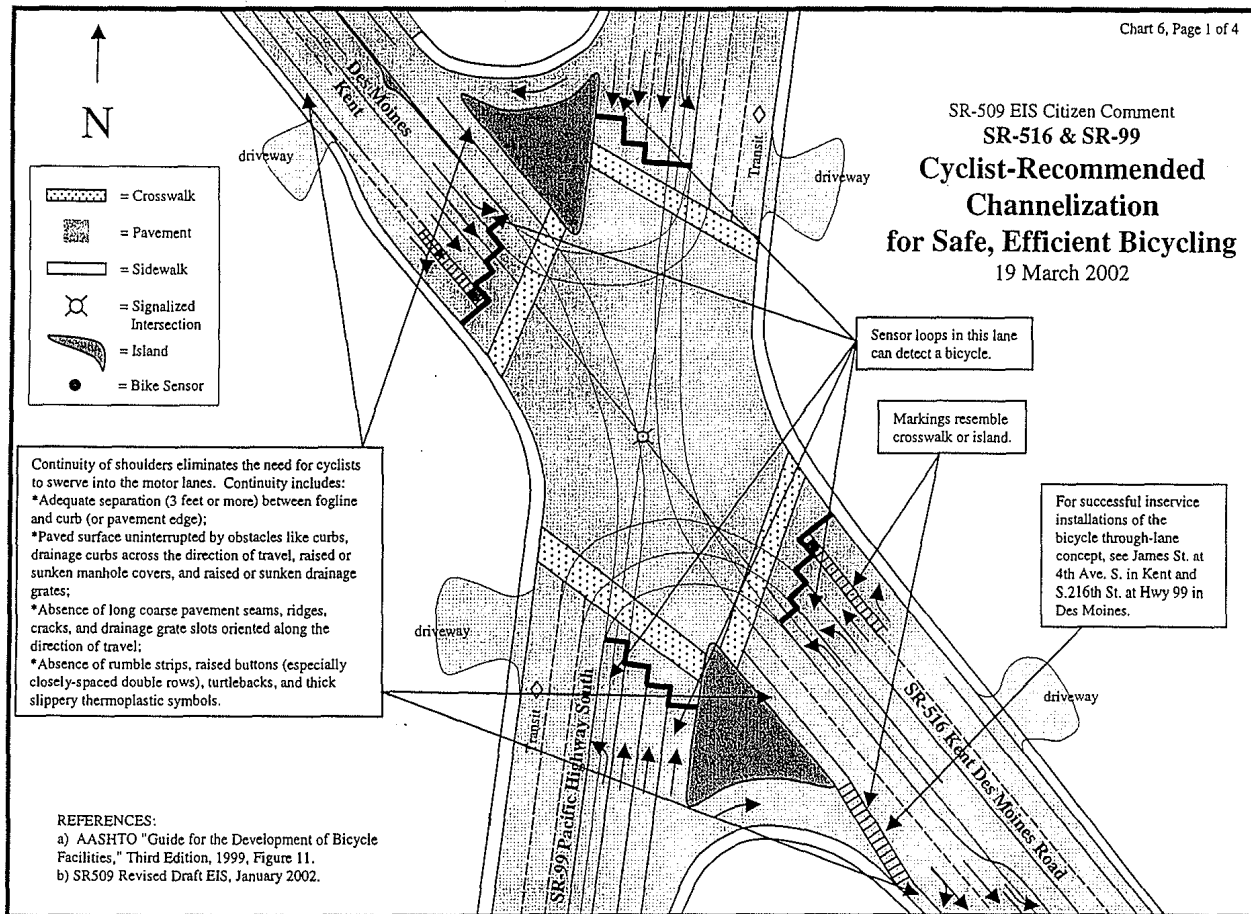 Chart 6, Page 1 of 4
N
SR-509 EIS Citizen Comment
SR-516 & SR-99
Cyclist-Recommended
Channelization
for Safe, Efficient Bicycling
19 March 2002
Des Moines
Kent
Transit
driveway
driveway
= Crosswalk
= Pavement
= Sidewalk
= Signalized
Intersection
= Island
= Bike Sensor
Sensor loops in this lane
can detect a bicycle.
Markings resemble
crosswalk or island.
For successful inservice
installations of the
bicycle through-lane
concept, see James St. at
4th Ave. S. in Kent and
S.216th St. at Hwy 99 in
Des Moines.
Continuity of shoulders eliminates the need for cyclists
to swerve into the motor lanes. Continuity includes:
*Adequate separation (3 feet or more) between fogline
and curb (or pavement edge);
*Paved surface uninterrupted by obstacles like curbs,
drainage curbs across the direction of travel, raised or
sunken manhole covers, and raised or sunken drainage
grates;
*Absence of long coarse pavement seams, ridges,
cracks, and drainage grate slots oriented along the
direction of travel;
*Absence of rumble strips, raised buttons (especially
closely-spaced double rows), turtlebacks, and thick
slippery thermoplastic symbols.
driveway
driveway
Transit
SR-99 Pacific Highway South
SR-516 Kent Des Moines Road
REFERENCES:
a) AASHTO "Guide for the Development of Bicycle
Facilities," Third Edition, 1999, Figure 11.
b) SR509 Revised Draft EIS, January 2002.